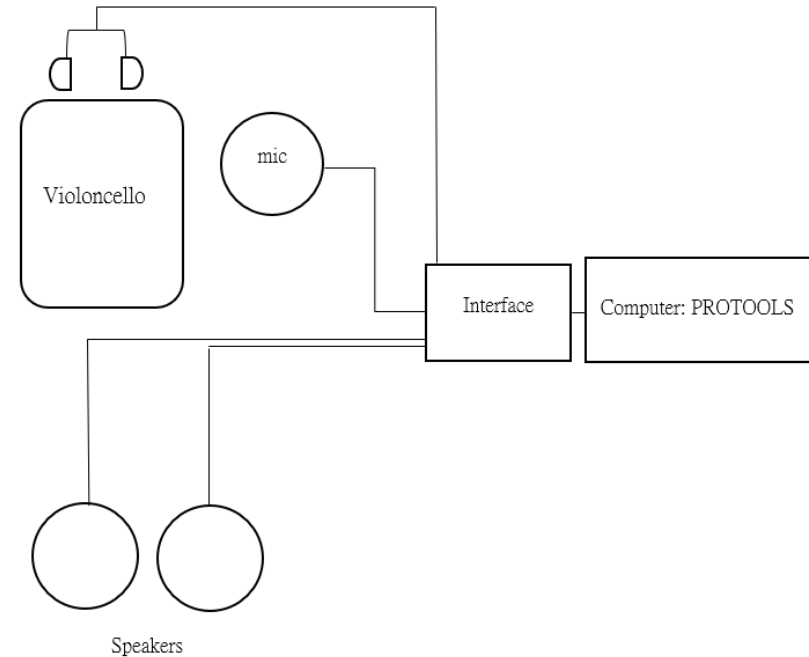 mic
Violoncello
Interface
Computer: PROTOOLS
Speakers